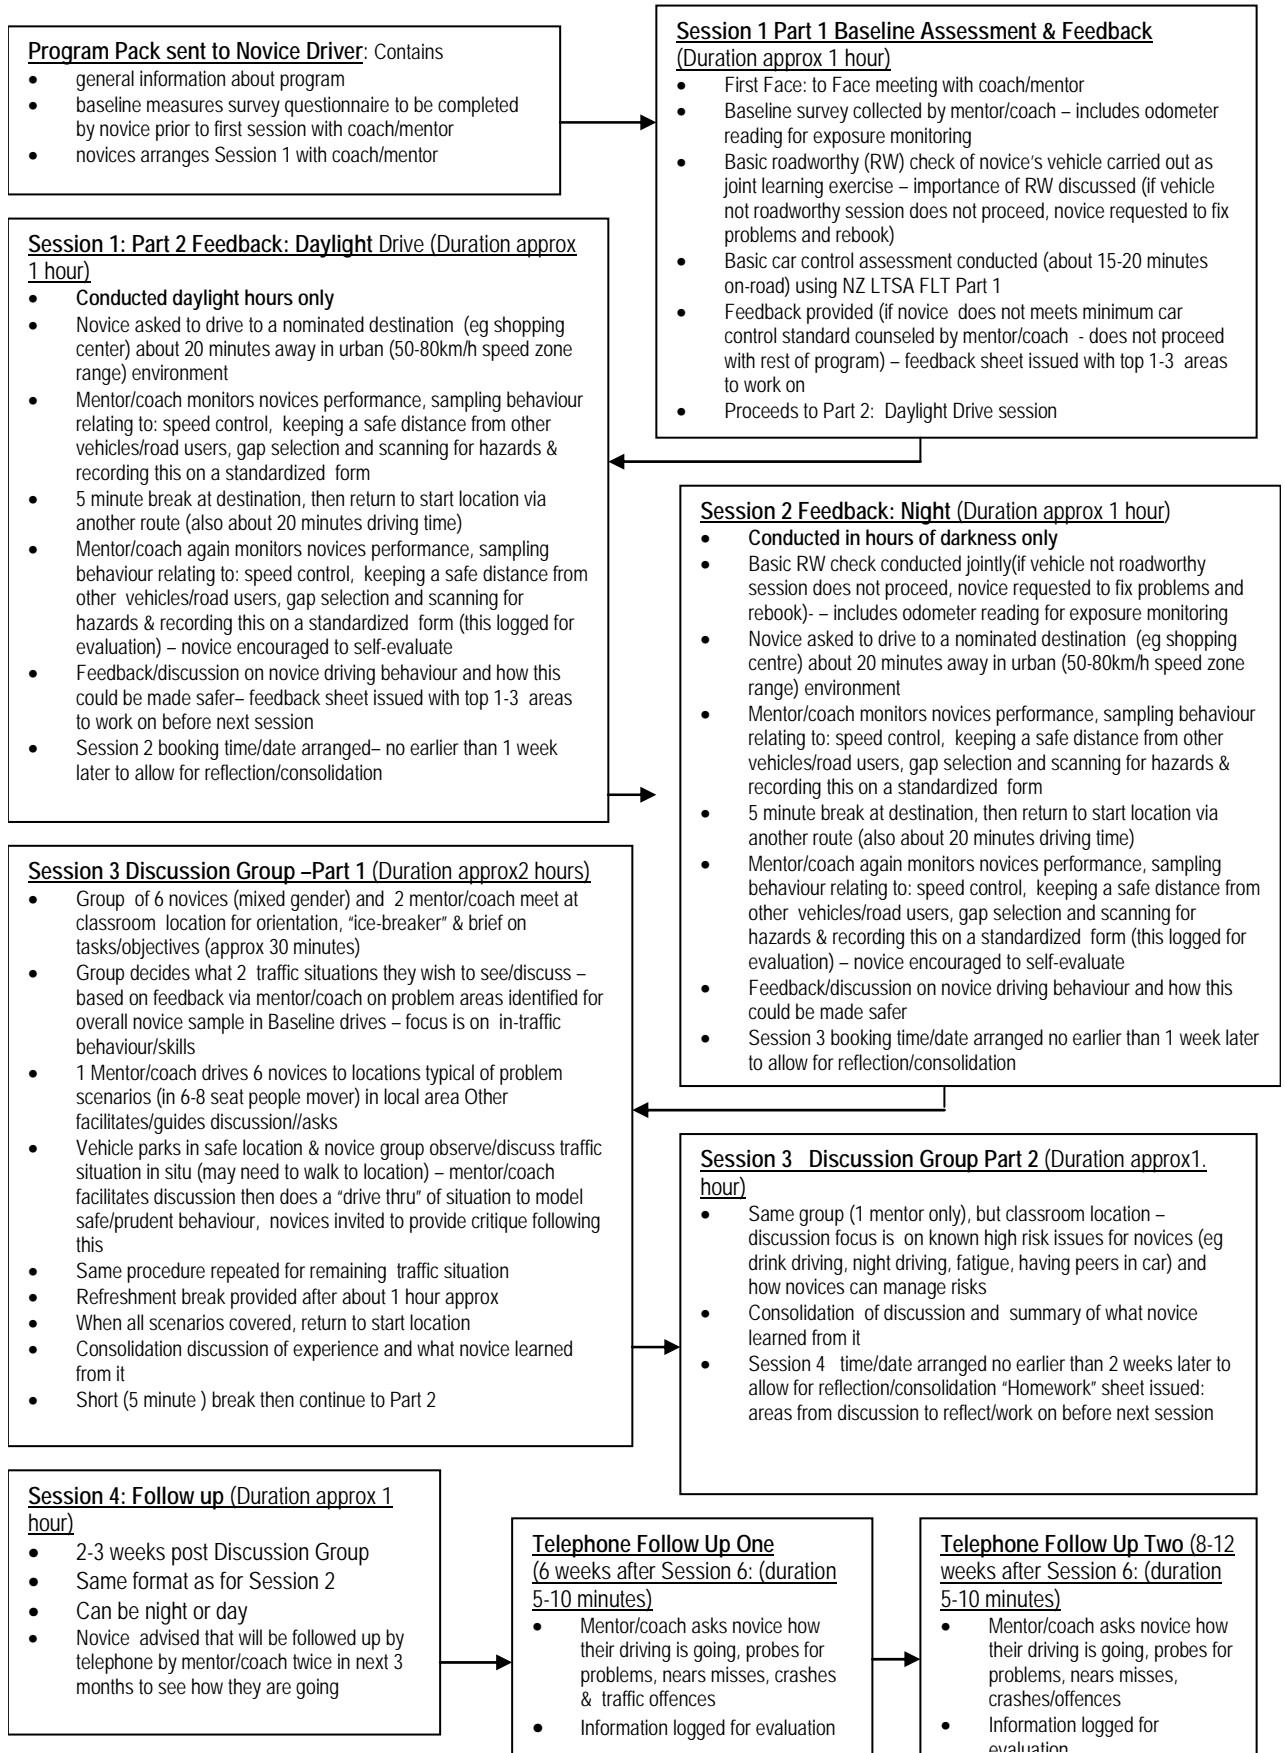 Program Pack sent to Novice Driver: Contains
• general information about program
• baseline measures survey questionnaire to be completed
by novice prior to first session with coach/mentor
• novices arranges Session 1 with coach/mentor
Session 1 Part 1 Baseline Assessment & Feedback
(Duration approx 1 hour)
• First Face: to Face meeting with coach/mentor
• Baseline survey collected by mentor/coach – includes odometer
reading for exposure monitoring
• Basic roadworthy (RW) check of novice's vehicle carried out as
joint learning exercise – importance of RW discussed (if vehicle
not roadworthy session does not proceed, novice requested to fix
problems and rebook)
• Basic car control assessment conducted (about 15-20 minutes
on-road) using NZ LTSA FLT Part 1
• Feedback provided (if novice does not meets minimum car
control standard counseled by mentor/coach - does not proceed
with rest of program) – feedback sheet issued with top 1-3 areas
to work on
• Proceeds to Part 2: Daylight Drive session
Session 1: Part 2 Feedback: Daylight Drive (Duration approx
1 hour)
• Conducted daylight hours only
• Novice asked to drive to a nominated destination (eg shopping
center) about 20 minutes away in urban (50-80km/h speed zone
range) environment
• Mentor/coach monitors novices performance, sampling behaviour
relating to: speed control, keeping a safe distance from other
vehicles/road users, gap selection and scanning for hazards &
recording this on a standardized form
• 5 minute break at destination, then return to start location via
another route (also about 20 minutes driving time)
• Mentor/coach again monitors novices performance, sampling
behaviour relating to: speed control, keeping a safe distance from
other vehicles/road users, gap selection and scanning for
hazards & recording this on a standardized form (this logged for
evaluation) – novice encouraged to self-evaluate
• Feedback/discussion on novice driving behaviour and how this
could be made safer– feedback sheet issued with top 1-3 areas
to work on before next session
• Session 2 booking time/date arranged– no earlier than 1 week
later to allow for reflection/consolidation
Session 2 Feedback: Night (Duration approx 1 hour)
• Conducted in hours of darkness only
• Basic RW check conducted jointly(if vehicle not roadworthy
session does not proceed, novice requested to fix problems and
rebook)- – includes odometer reading for exposure monitoring
• Novice asked to drive to a nominated destination (eg shopping
centre) about 20 minutes away in urban (50-80km/h speed zone
range) environment
• Mentor/coach monitors novices performance, sampling behaviour
relating to: speed control, keeping a safe distance from other
vehicles/road users, gap selection and scanning for hazards &
recording this on a standardized form
• 5 minute break at destination, then return to start location via
another route (also about 20 minutes driving time)
• Mentor/coach again monitors novices performance, sampling
behaviour relating to: speed control, keeping a safe distance from
other vehicles/road users, gap selection and scanning for
hazards & recording this on a standardized form (this logged for
evaluation) – novice encouraged to self-evaluate
• Feedback/discussion on novice driving behaviour and how this
could be made safer
• Session 3 booking time/date arranged no earlier than 1 week later
to allow for reflection/consolidation
Session 3 Discussion Group –Part 1 (Duration approx2 hours)
• Group of 6 novices (mixed gender) and 2 mentor/coach meet at
classroom location for orientation, "ice-breaker" & brief on
tasks/objectives (approx 30 minutes)
• Group decides what 2 traffic situations they wish to see/discuss –
based on feedback via mentor/coach on problem areas identified for
overall novice sample in Baseline drives – focus is on in-traffic
behaviour/skills
• 1 Mentor/coach drives 6 novices to locations typical of problem
scenarios (in 6-8 seat people mover) in local area Other
facilitates/guides discussion//asks
• Vehicle parks in safe location & novice group observe/discuss traffic
situation in situ (may need to walk to location) – mentor/coach
facilitates discussion then does a "drive thru" of situation to model
safe/prudent behaviour, novices invited to provide critique following
this
• Same procedure repeated for remaining traffic situation
• Refreshment break provided after about 1 hour approx
• When all scenarios covered, return to start location
• Consolidation discussion of experience and what novice learned
from it
• Short (5 minute ) break then continue to Part 2
Session 3 Discussion Group Part 2 (Duration approx1.
hour)
• Same group (1 mentor only), but classroom location –
discussion focus is on known high risk issues for novices (eg
drink driving, night driving, fatigue, having peers in car) and
how novices can manage risks
• Consolidation of discussion and summary of what novice
learned from it
• Session 4 time/date arranged no earlier than 2 weeks later to
allow for reflection/consolidation "Homework" sheet issued:
areas from discussion to reflect/work on before next session
Session 4: Follow up (Duration approx 1
hour)
• 2-3 weeks post Discussion Group
• Same format as for Session 2
• Can be night or day
• Novice advised that will be followed up by
telephone by mentor/coach twice in next 3
months to see how they are going
Telephone Follow Up One
(6 weeks after Session 6: (duration
5-10 minutes)
• Mentor/coach asks novice how
their driving is going, probes for
problems, nears misses, crashes
& traffic offences
• Information logged for evaluation
Telephone Follow Up Two (8-12
weeks after Session 6: (duration
5-10 minutes)
• Mentor/coach asks novice how
their driving is going, probes for
problems, nears misses,
crashes/offences
• Information logged for
evaluation